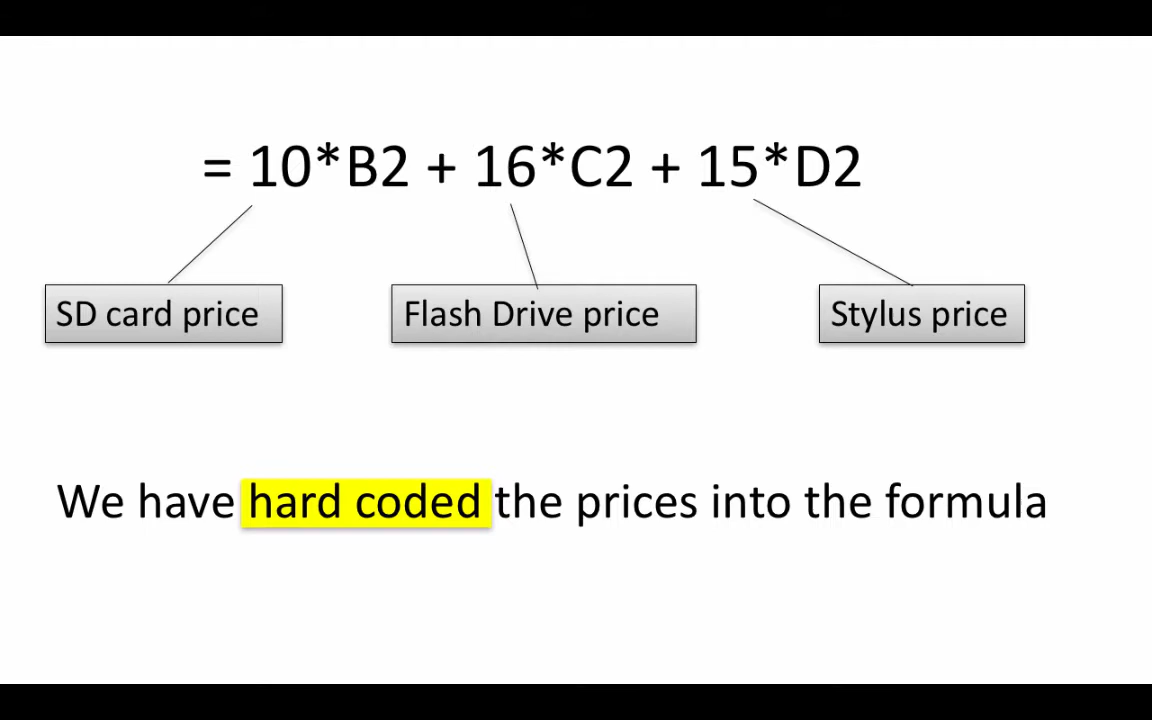 = 10*B2 + 16*C2 + 15*D2
SD card price
Flash Drive price
Stylus price
We have hard coded the prices into the formula